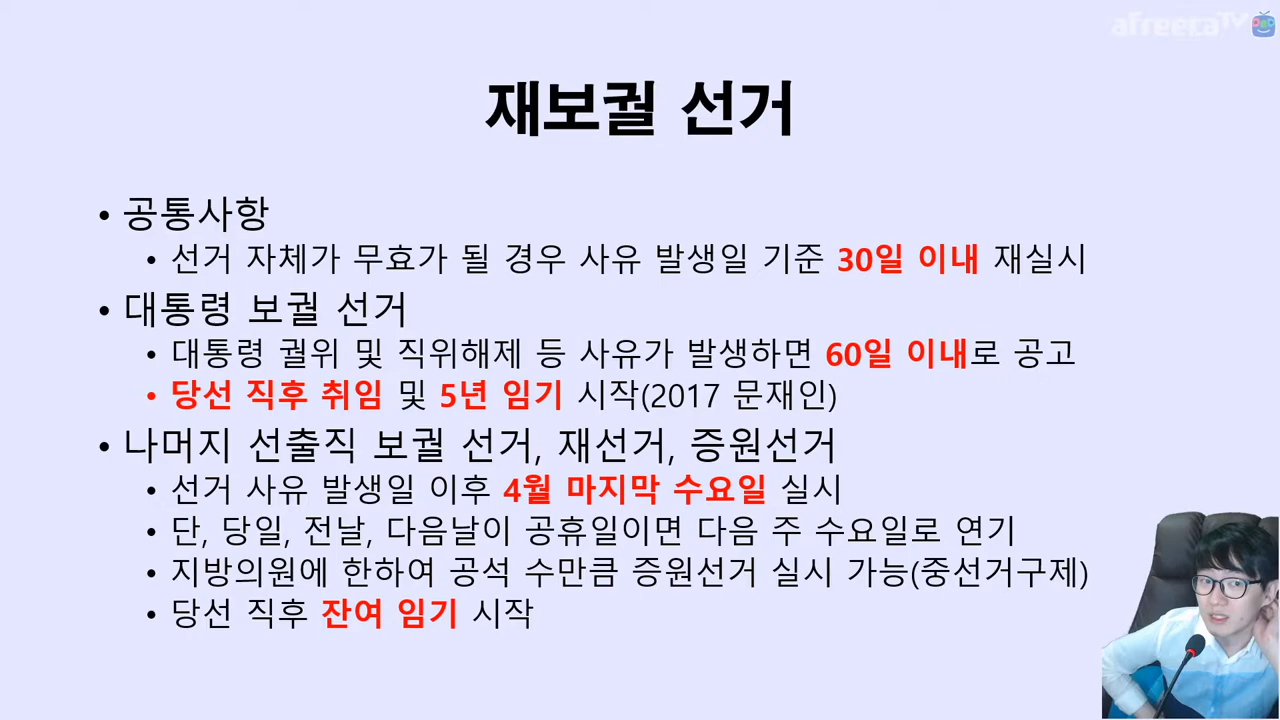 afreecaTV
재보궐 선거
• 공통사항
• 선거 자체가 무효가 될 경우 사유 발생일 기준 30일 이내 재실시
• 대통령 보궐 선거
• 대통령 궐위 및 직위해제 등 사유가 발생하면 60일 이내로 공고
• 당선 직후 취임 및 5년 임기 시작(2017 문재인)
• 나머지 선출직 보궐 선거, 재선거, 증원선거
• 선거 사유 발생일 이후 4월 마지막 수요일 실시
• 단, 당일, 전날, 다음날이 공휴일이면 다음 주 수요일로 연기
• 지방의원에 한하여 공석 수만큼 증원선거 실시 가능(중선거구제)
• 당선 직후 잔여 임기 시작